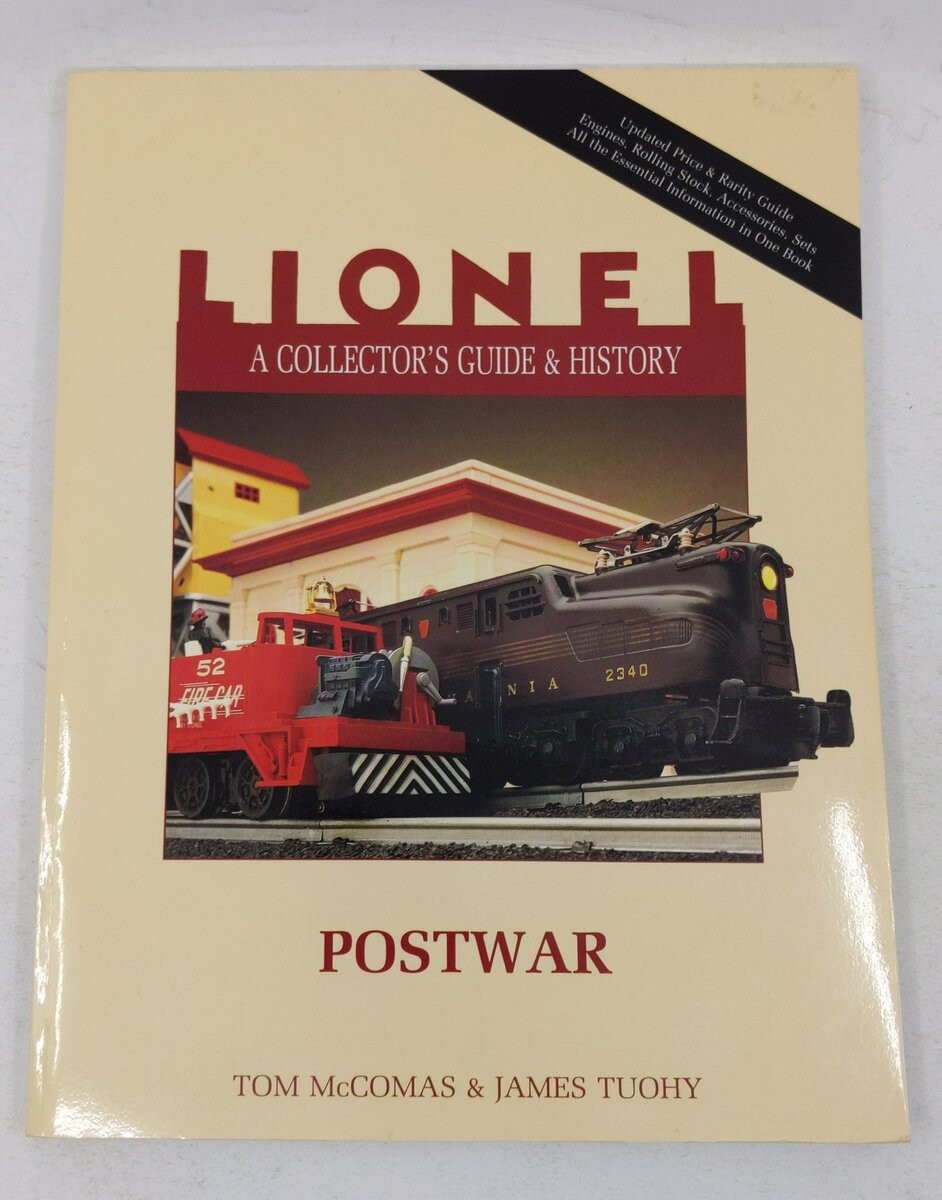 Updated Price & Rarity Guide
Engines, Rolling Stock, Accessories, Sets
All the Essential Information in One Book
LIONEL
A COLLECTOR'S GUIDE & HISTORY
52
FIRE CAR
2340
POSTWAR
TOM McCOMAS & JAMES TUOHY